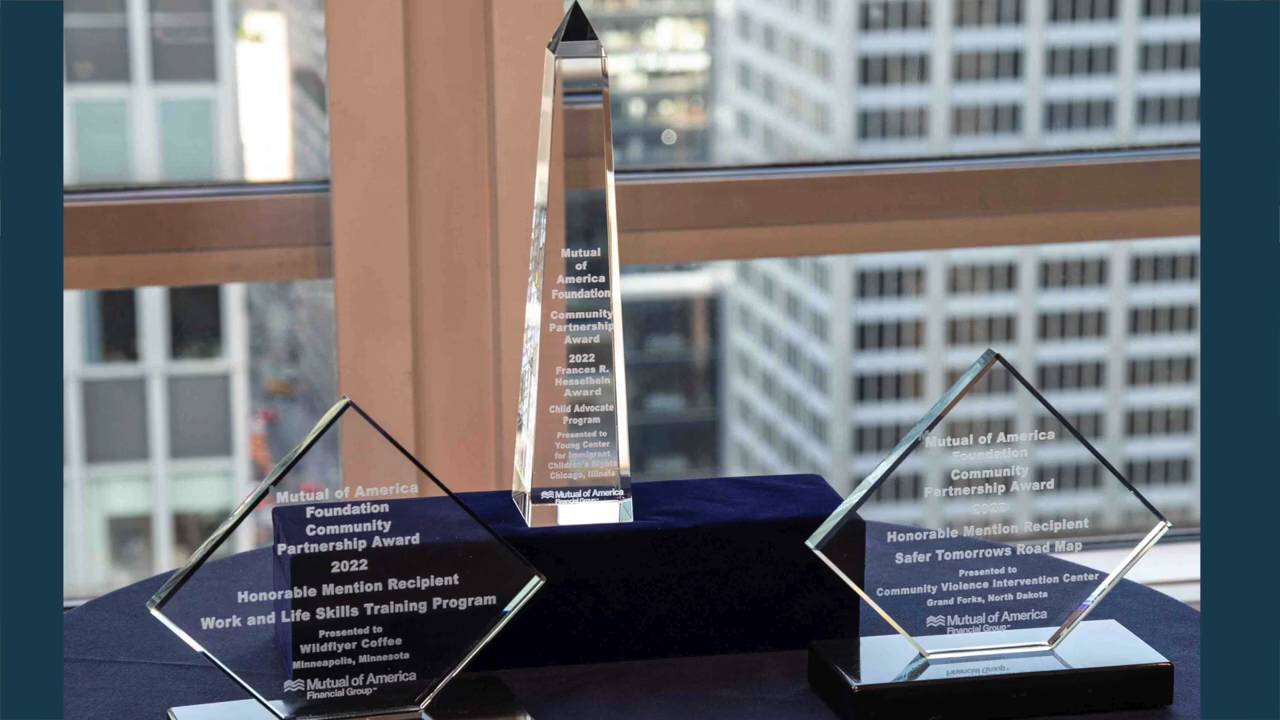 Mutual
of
America
Foundation
Community
Partnership
Award
2022
Frances R.
Hesselbein
Award
Child Advocate
Program
Presented to
Young Center
for Immigrant
Children's Rights
Chicago, Illinois
Mutual of America
Financial Group
Mutual of America
Foundation
Community
Partnership Award
2022
Honorable Mention Recipient
Work and Life Skills Training Program
Presented to
Wildflyer Coffee
Minneapolis, Minnesota
Mutual of America
Financial Group™
Mutual of America
Foundation
Community
Partnership Award
2022
Honorable Mention Recipient
Safer Tomorrows Road Map
Presented to
Community Violence Intervention Center
Grand Forks, North Dakota
Mutual of America
Financial Group™